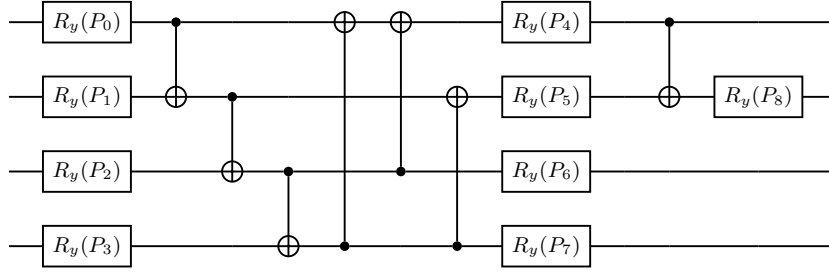 R_y(P_0) R_y(P_4)
R_y(P_1) R_y(P_5) R_y(P_8)
R_y(P_2) R_y(P_6)
R_y(P_3) R_y(P_7)